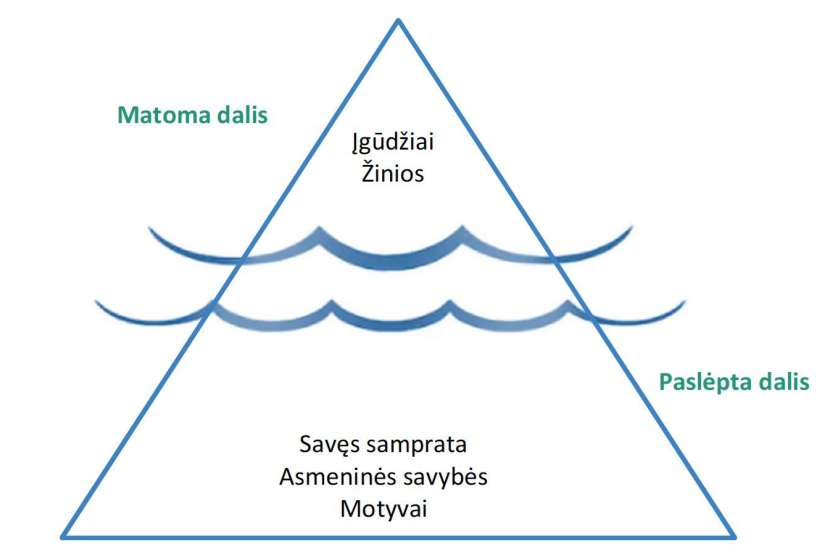 Matoma dalis
Įgūdžiai
Žinios
Paslėpta dalis
Savęs samprata
Asmeninės savybės
Motyvai